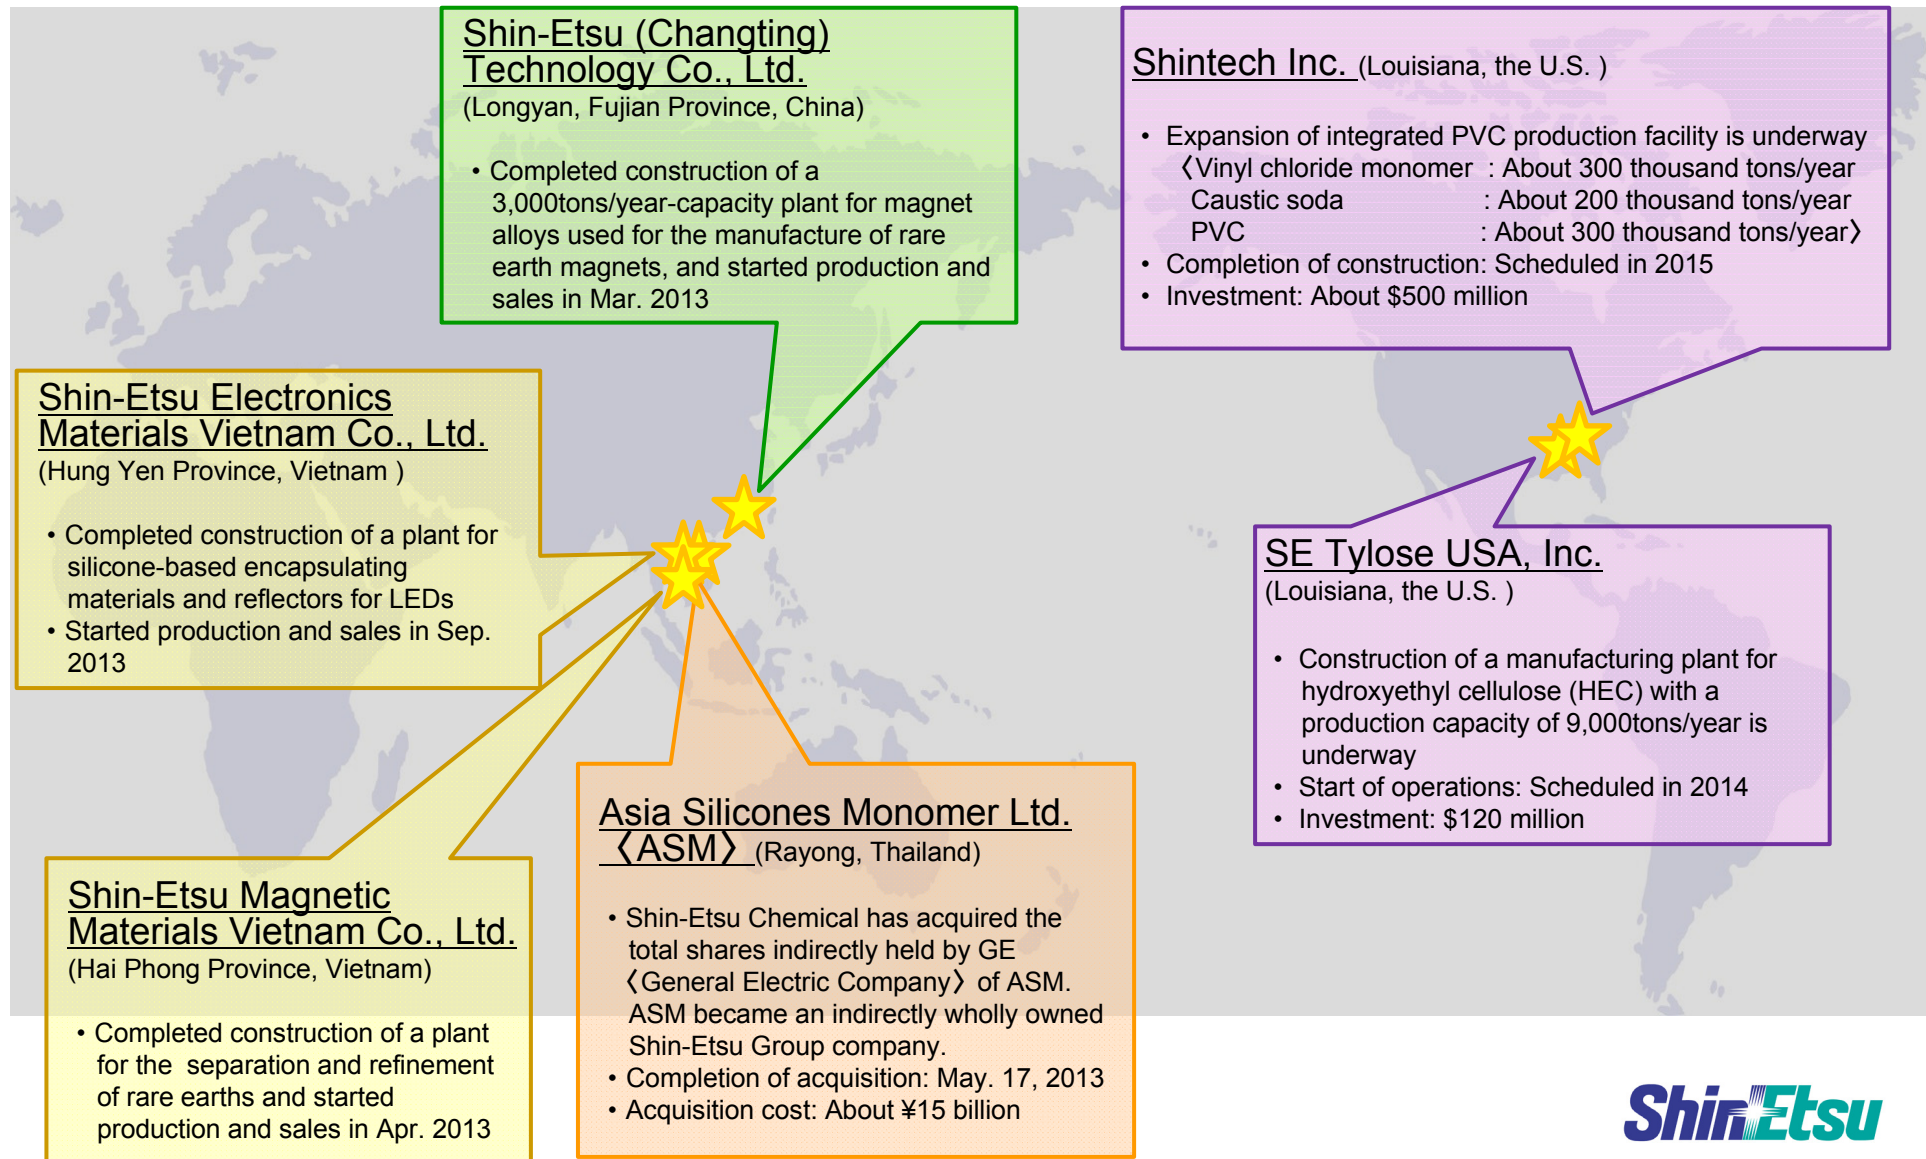 Shin-Etsu (Changting)
Technology Co., Ltd.
(Longyan, Fujian Province, China)
• Completed construction of a
3,000tons/year-capacity plant for magnet
alloys used for the manufacture of rare
earth magnets, and started production and
sales in Mar. 2013
Shintech Inc. (Louisiana, the U.S. )
• Expansion of integrated PVC production facility is underway
〈Vinyl chloride monomer : About 300 thousand tons/year
Caustic soda : About 200 thousand tons/year
PVC : About 300 thousand tons/year〉
• Completion of construction: Scheduled in 2015
• Investment: About $500 million
Shin-Etsu Electronics
Materials Vietnam Co., Ltd.
(Hung Yen Province, Vietnam )
• Completed construction of a plant for
silicone-based encapsulating
materials and reflectors for LEDs
• Started production and sales in Sep.
2013
SE Tylose USA, Inc.
(Louisiana, the U.S. )
• Construction of a manufacturing plant for
hydroxyethyl cellulose (HEC) with a
production capacity of 9,000tons/year is
underway
• Start of operations: Scheduled in 2014
• Investment: $120 million
Shin-Etsu Magnetic
Materials Vietnam Co., Ltd.
(Hai Phong Province, Vietnam)
• Completed construction of a plant
for the separation and refinement
of rare earths and started
production and sales in Apr. 2013
Asia Silicones Monomer Ltd.
〈ASM〉 (Rayong, Thailand)
• Shin-Etsu Chemical has acquired the
total shares indirectly held by GE
〈General Electric Company〉 of ASM.
ASM became an indirectly wholly owned
Shin-Etsu Group company.
• Completion of acquisition: May. 17, 2013
• Acquisition cost: About ¥15 billion
ShinEtsu